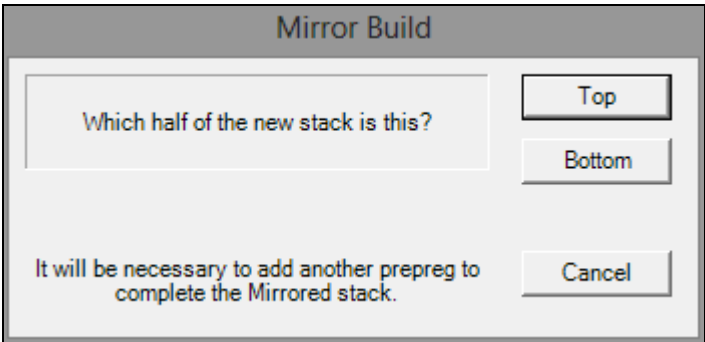 Mirror Build
Which half of the new stack is this?
Top
Bottom
It will be necessary to add another prepreg to
complete the Mirrored stack.
Cancel